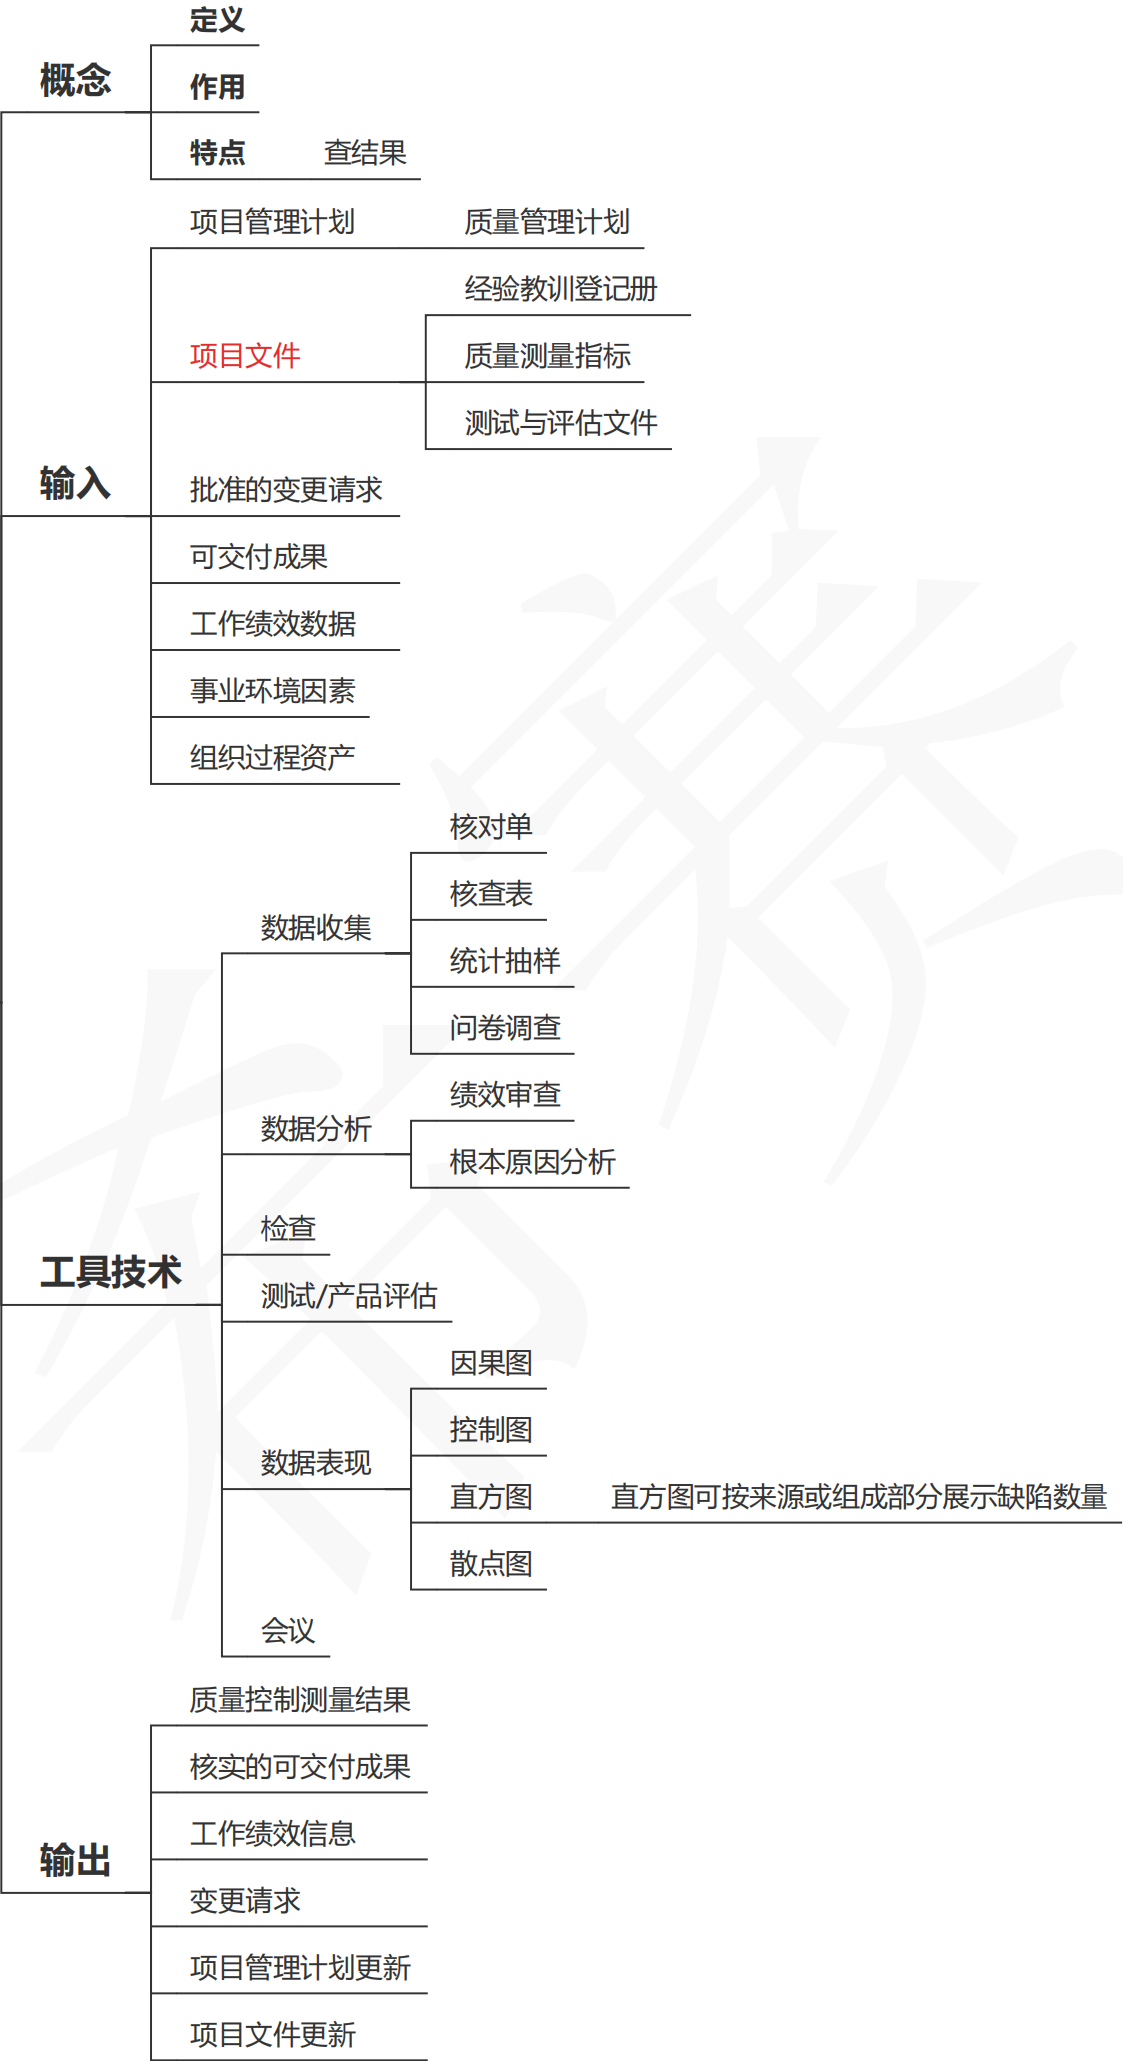 定义
概念
作用
特点 查结果
项目管理计划 质量管理计划
经验教训登记册
项目文件 质量测量指标
测试与评估文件
输入
批准的变更请求
可交付成果
工作绩效数据
事业环境因素
组织过程资产
核对单
核查表
数据收集
统计抽样
问卷调查
绩效审查
数据分析
根本原因分析
检查
工具技术
测试/产品评估
因果图
控制图
数据表现
直方图 直方图可按来源或组成部分展示缺陷数量
散点图
会议
质量控制测量结果
核实的可交付成果
工作绩效信息
输出
变更请求
项目管理计划更新
项目文件更新